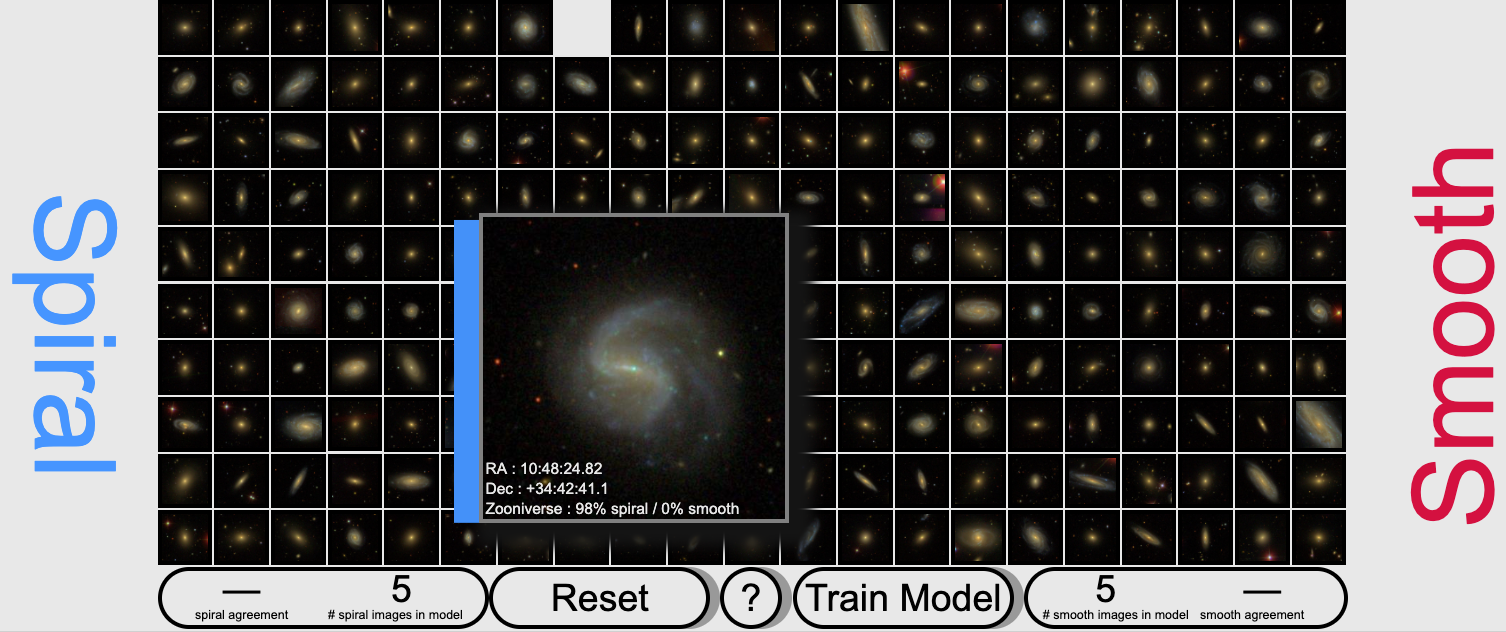 Spiral
Smooth
RA : 10:48:24.82
Dec : +34:42:41.1
Zooniverse : 98% spiral / 0% smooth
— 5 Reset ? Train Model 5 —
spiral agreement # spiral images in model # smooth images in model smooth agreement